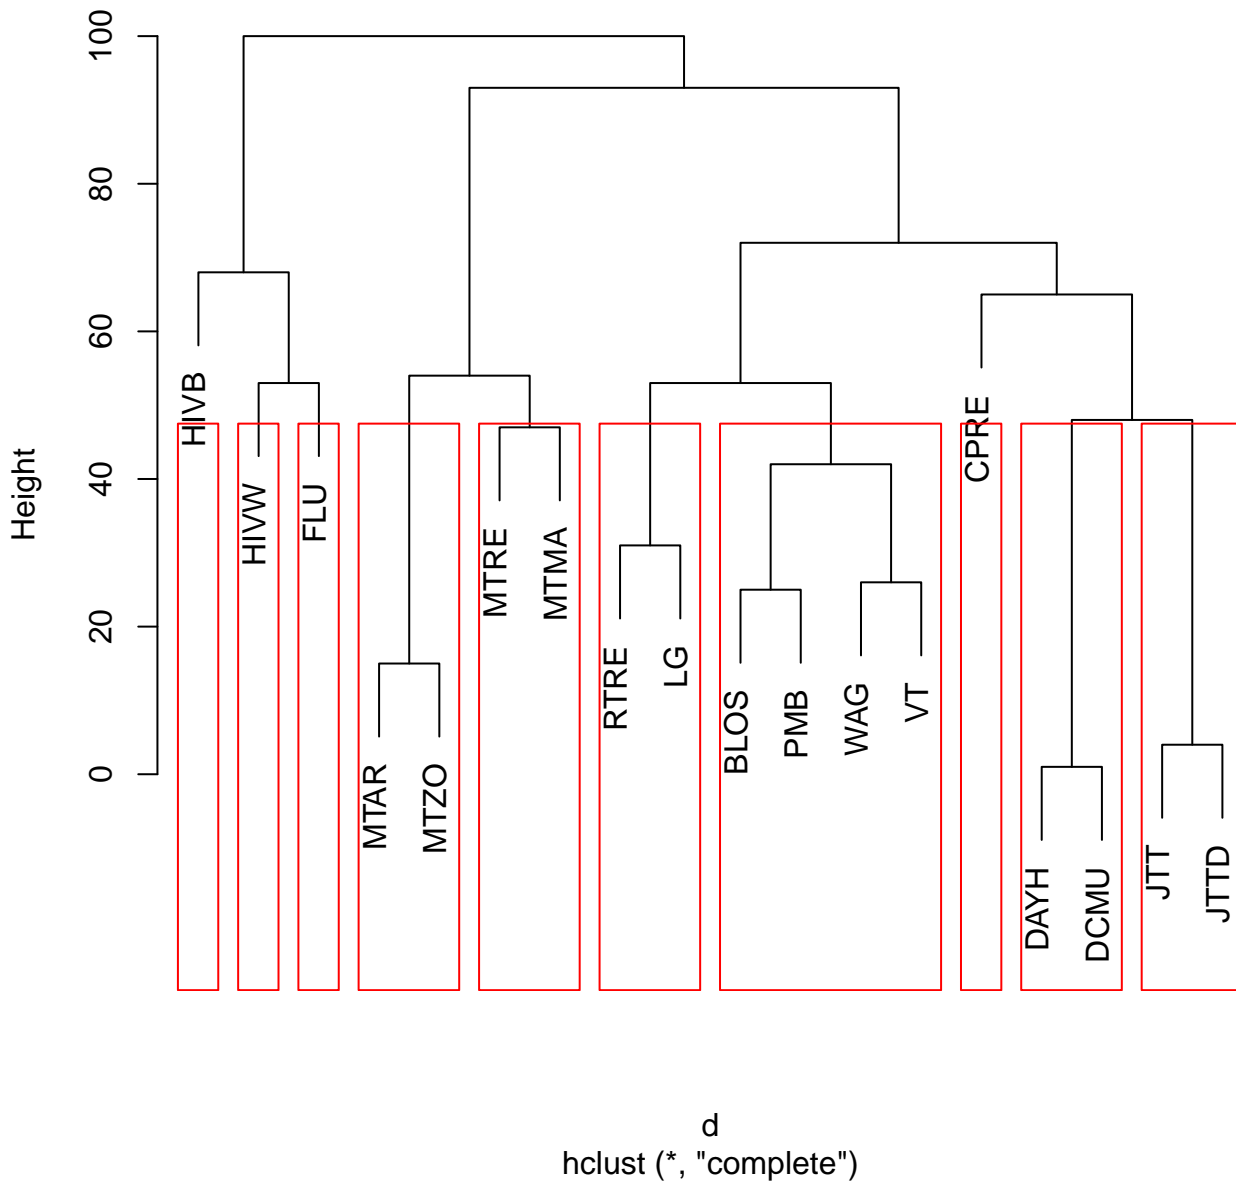 100
80
60
40
20
0
Height
HIVB
HIVW
FLU
MTAR
MTZO
MTRE
MTMA
RTRE
LG
BLOS
PMB
WAG
VT
CPRE
DAYH
DCMU
JTT
JTTD
d
hclust (*, "complete")